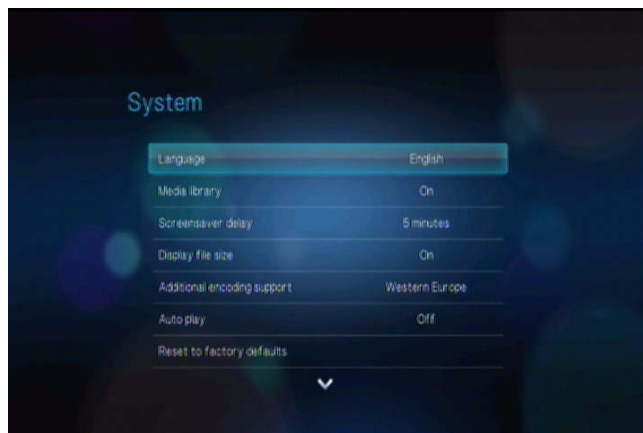 System
Language English
Media library On
Screensaver delay 5 minutes
Display file size On
Additional encoding support Western Europe
Auto play Off
Reset to factory defaults